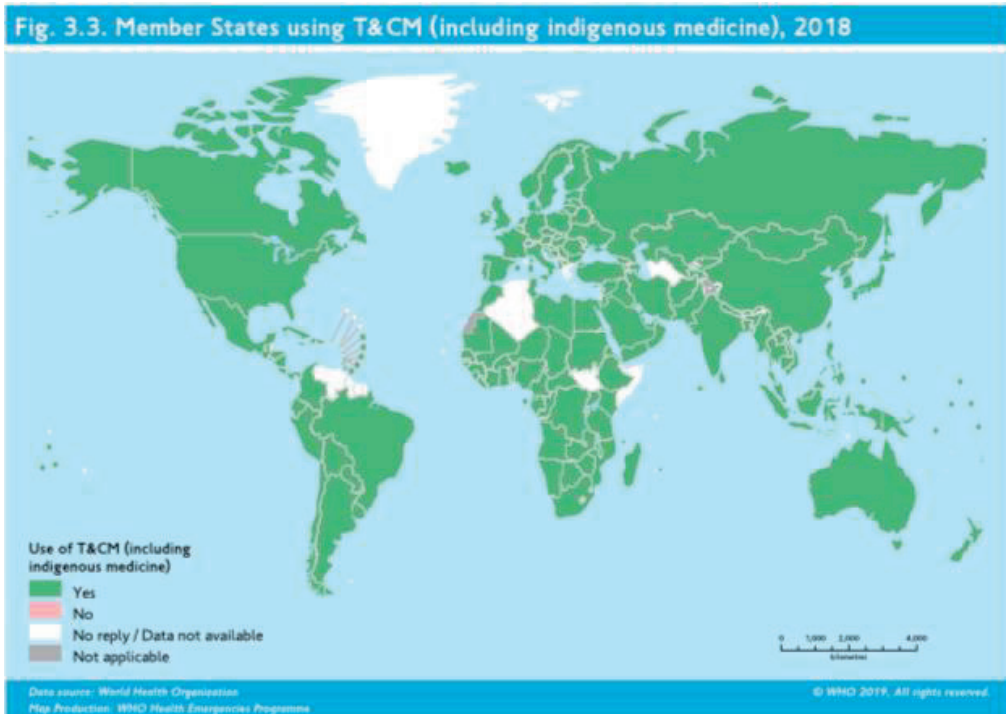 Fig. 3.3. Member States using T&CM (including indigenous medicine), 2018
Use of T&CM (including
indigenous medicine)
Yes
No
No reply / Data not available
Not applicable
0 1,000 2,000 4,000
kilometres
Data source: World Health Organization
© WHO 2019. All rights reserved.
Map Production: WHO Health Emergencies Programme